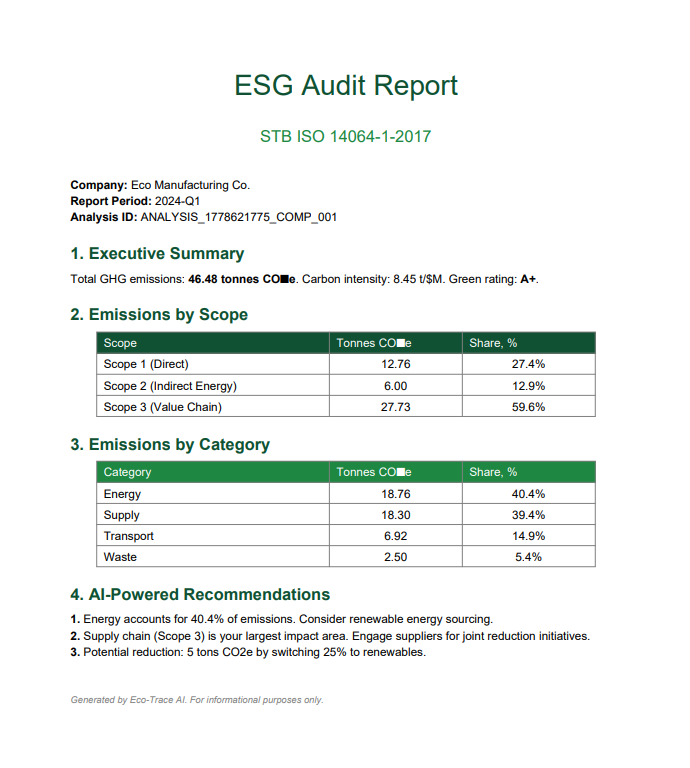 ESG Audit Report
STB ISO 14064-1-2017
Company: Eco Manufacturing Co.
Report Period: 2024-Q1
Analysis ID: ANALYSIS_1778621775_COMP_001
1. Executive Summary
Total GHG emissions: 46.48 tonnes CO■e. Carbon intensity: 8.45 t/$M. Green rating: A+.
2. Emissions by Scope
Scope Tonnes CO■e Share, %
Scope 1 (Direct) 12.76 27.4%
Scope 2 (Indirect Energy) 6.00 12.9%
Scope 3 (Value Chain) 27.73 59.6%
3. Emissions by Category
Category Tonnes CO■e Share, %
Energy 18.76 40.4%
Supply 18.30 39.4%
Transport 6.92 14.9%
Waste 2.50 5.4%
4. AI-Powered Recommendations
1. Energy accounts for 40.4% of emissions. Consider renewable energy sourcing.
2. Supply chain (Scope 3) is your largest impact area. Engage suppliers for joint reduction initiatives.
3. Potential reduction: 5 tons CO2e by switching 25% to renewables.
Generated by Eco-Trace AI. For informational purposes only.